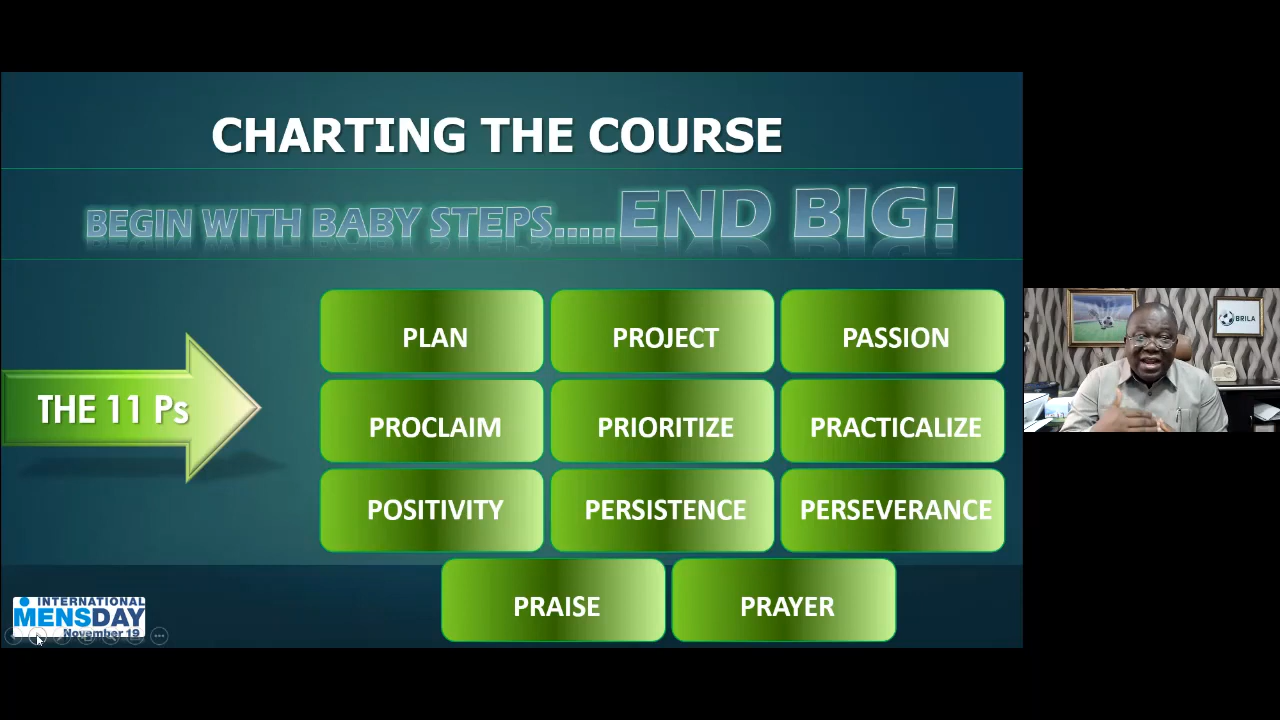 CHARTING THE COURSE
BEGIN WITH BABY STEPS.....END BIG!
THE 11 Ps
PLAN
PROJECT
PASSION
PROCLAIM
PRIORITIZE
PRACTICALIZE
POSITIVITY
PERSISTENCE
PERSEVERANCE
PRAISE
PRAYER
INTERNATIONAL
MENSDAY
November 19
BRILA